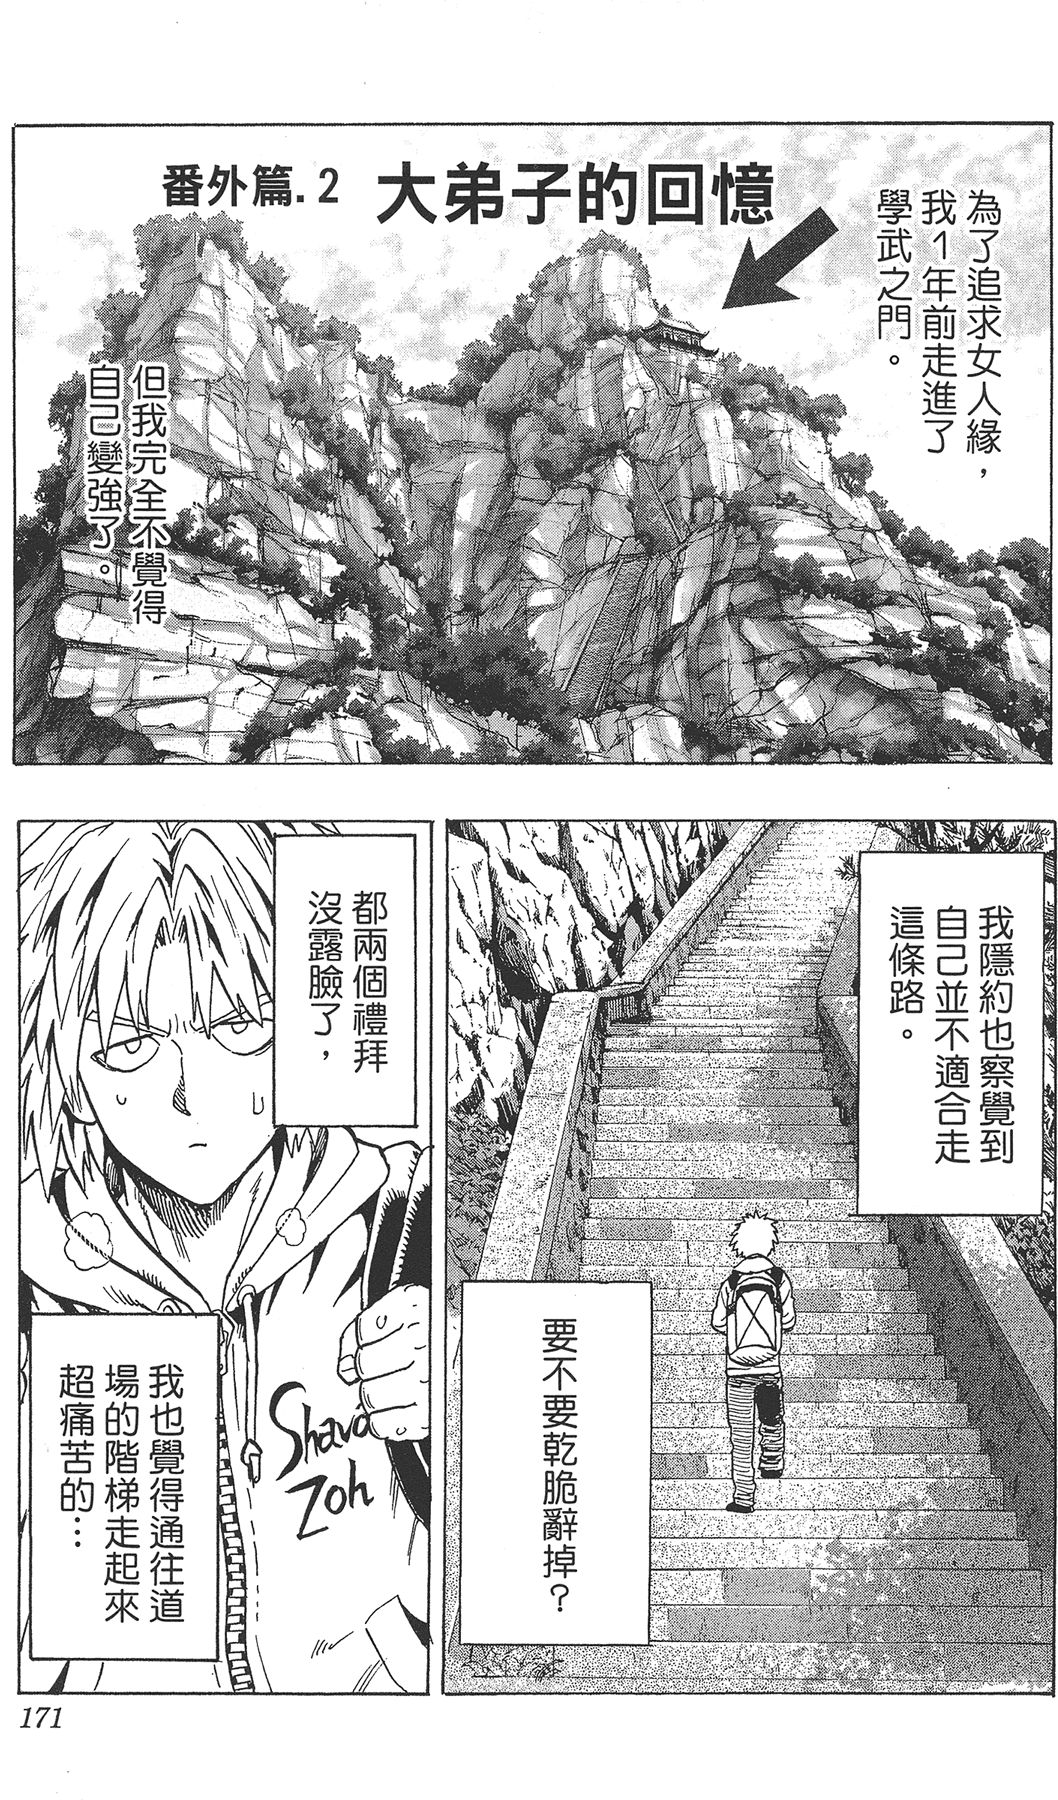 番外篇.2 大弟子的回憶
為了追求女人緣，
我1年前走進了
學武之門。
但我完全不覺得
自己變強了。
我隱約也察覺到
自己並不適合走
這條路。
要不要乾脆辭掉？
都兩個禮拜
沒露臉了，
我也覺得通往道
場的階梯走起來
超痛苦的…
Zoh
171